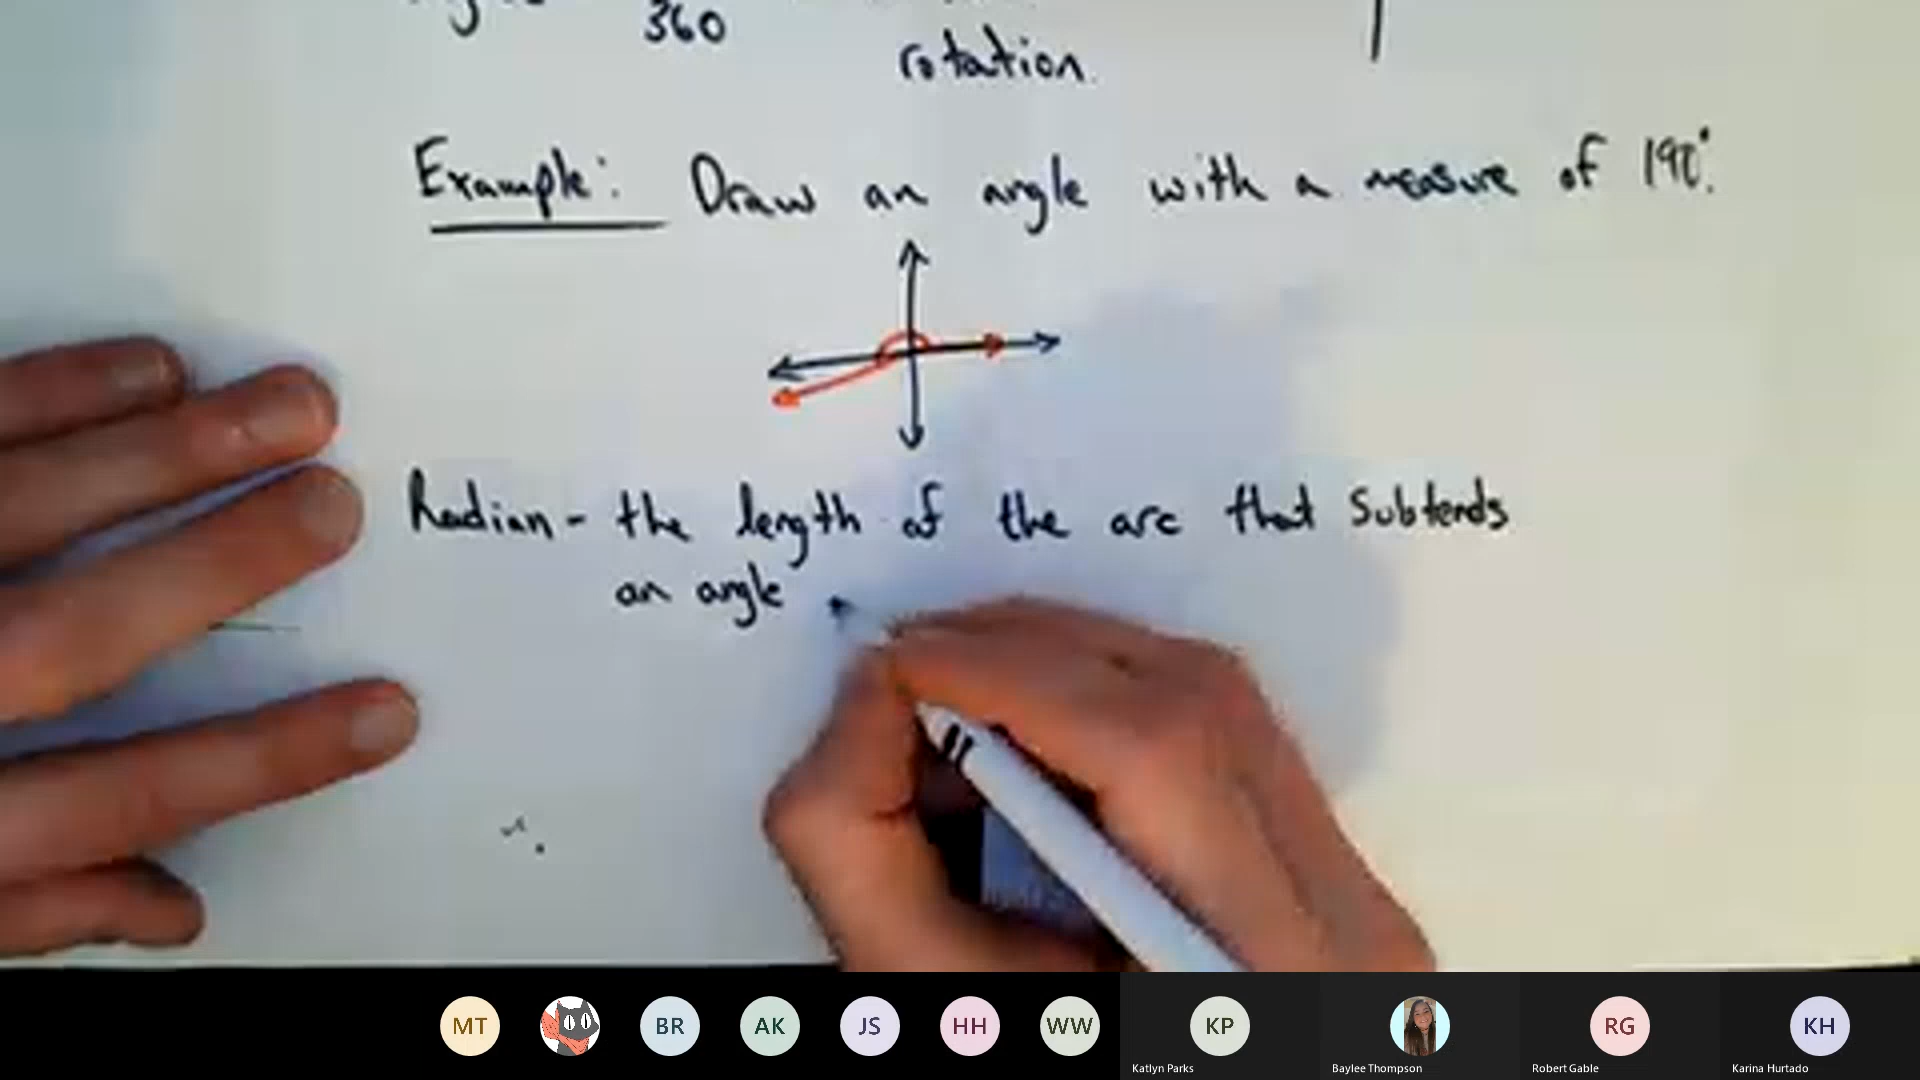 360
rotation.
Example: Draw an angle with a measure of 190°.
Radian - the length of the arc that subtends
an angle
MT
BR
AK
JS
HH
WW
KP
RG
KH
Katlyn Parks
Baylee Thompson
Robert Gable
Karina Hurtado